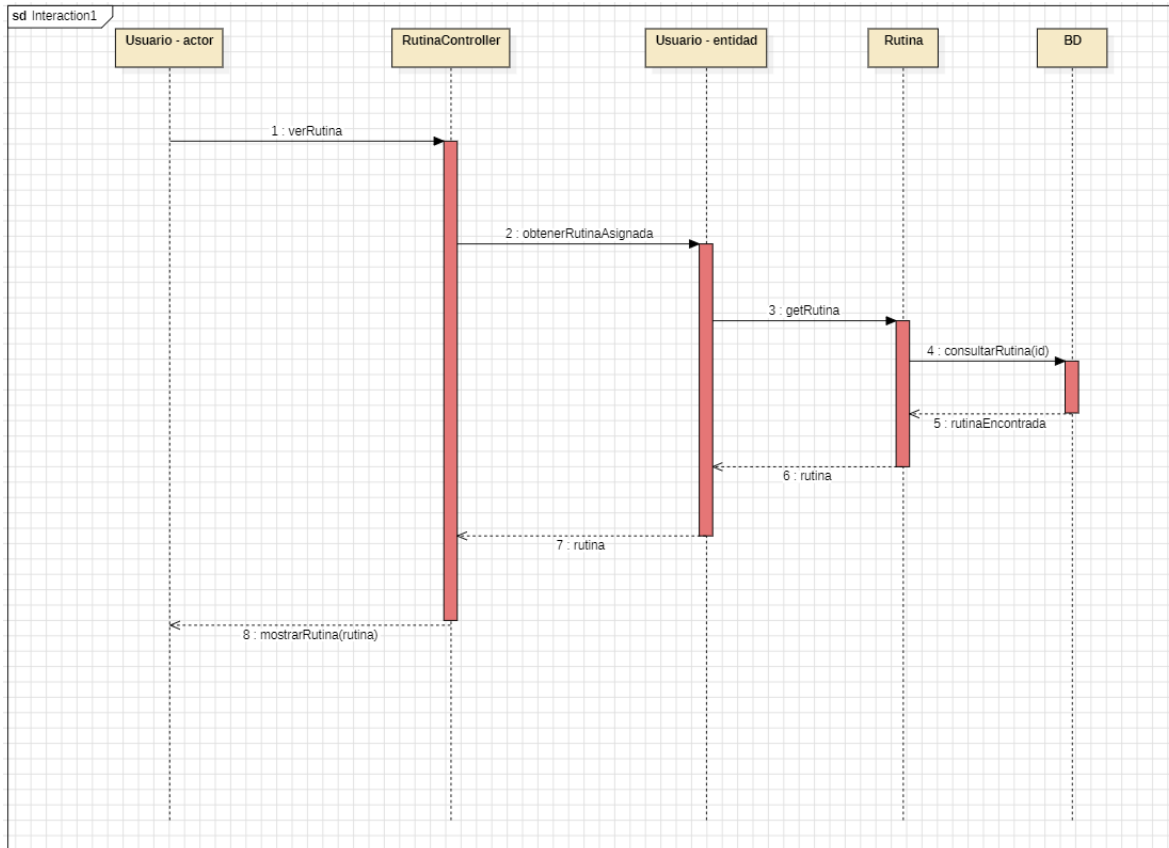 sd Interaction1
Usuario - actor
RutinaController
Usuario - entidad
Rutina
BD
1 : verRutina
2 : obtenerRutinaAsignada
3 : getRutina
4 : consultarRutina(id)
5 : rutinaEncontrada
6 : rutina
7 : rutina
8 : mostrarRutina(rutina)